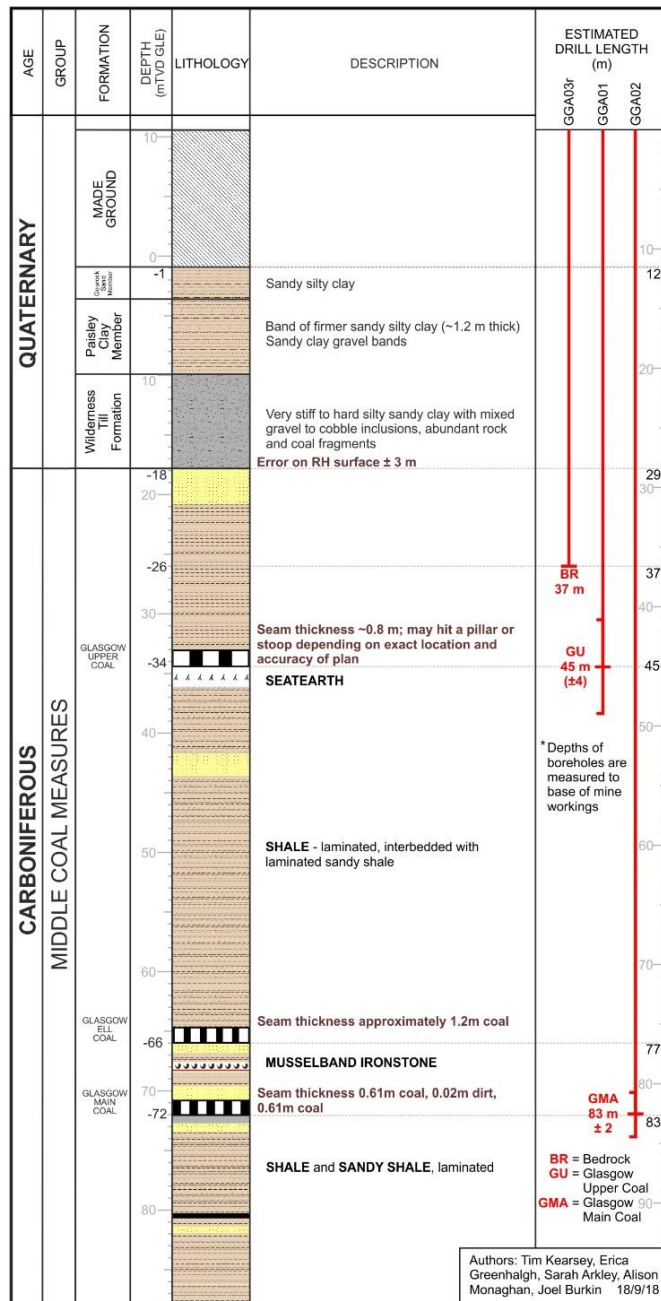 AGE
GROUP
FORMATION
DEPTH
(mTVD GLE)
LITHOLOGY
DESCRIPTION
ESTIMATED
DRILL LENGTH
(m)
GGA03r
GGA01
GGA02
QUATERNARY
MADE
GROUND
10
0
10
-1
12
Gourock
Sand
Member
Sandy silty clay
Paisley
Clay
Member
Band of firmer sandy silty clay (~1.2 m thick)
Sandy clay gravel bands
20
10
Wilderness
Till
Formation
Very stiff to hard silty sandy clay with mixed
gravel to cobble inclusions, abundant rock
and coal fragments
Error on RH surface ± 3 m
-18
29
20
30
CARBONIFEROUS
MIDDLE COAL MEASURES
-26
37
BR
37 m
30
40
GLASGOW
UPPER
COAL
Seam thickness ~0.8 m; may hit a pillar or
stoop depending on exact location and
accuracy of plan
-34
GU
45 m
(±4)
45
SEATEARTH
40
50
*Depths of
boreholes are
measured to
base of mine
workings
50
SHALE - laminated, interbedded with
laminated sandy shale
60
60
70
GLASGOW
ELL
COAL
Seam thickness approximately 1.2m coal
-66
77
MUSSELBAND IRONSTONE
70
80
GLASGOW
MAIN
COAL
Seam thickness 0.61m coal, 0.02m dirt,
0.61m coal
-72
GMA
83 m
± 2
83
SHALE and SANDY SHALE, laminated
BR = Bedrock
GU = Glasgow
Upper Coal
GMA = Glasgow
Main Coal
90
80
Authors: Tim Kearsey, Erica
Greenhalgh, Sarah Arkley, Alison
Monaghan, Joel Burkin 18/9/18